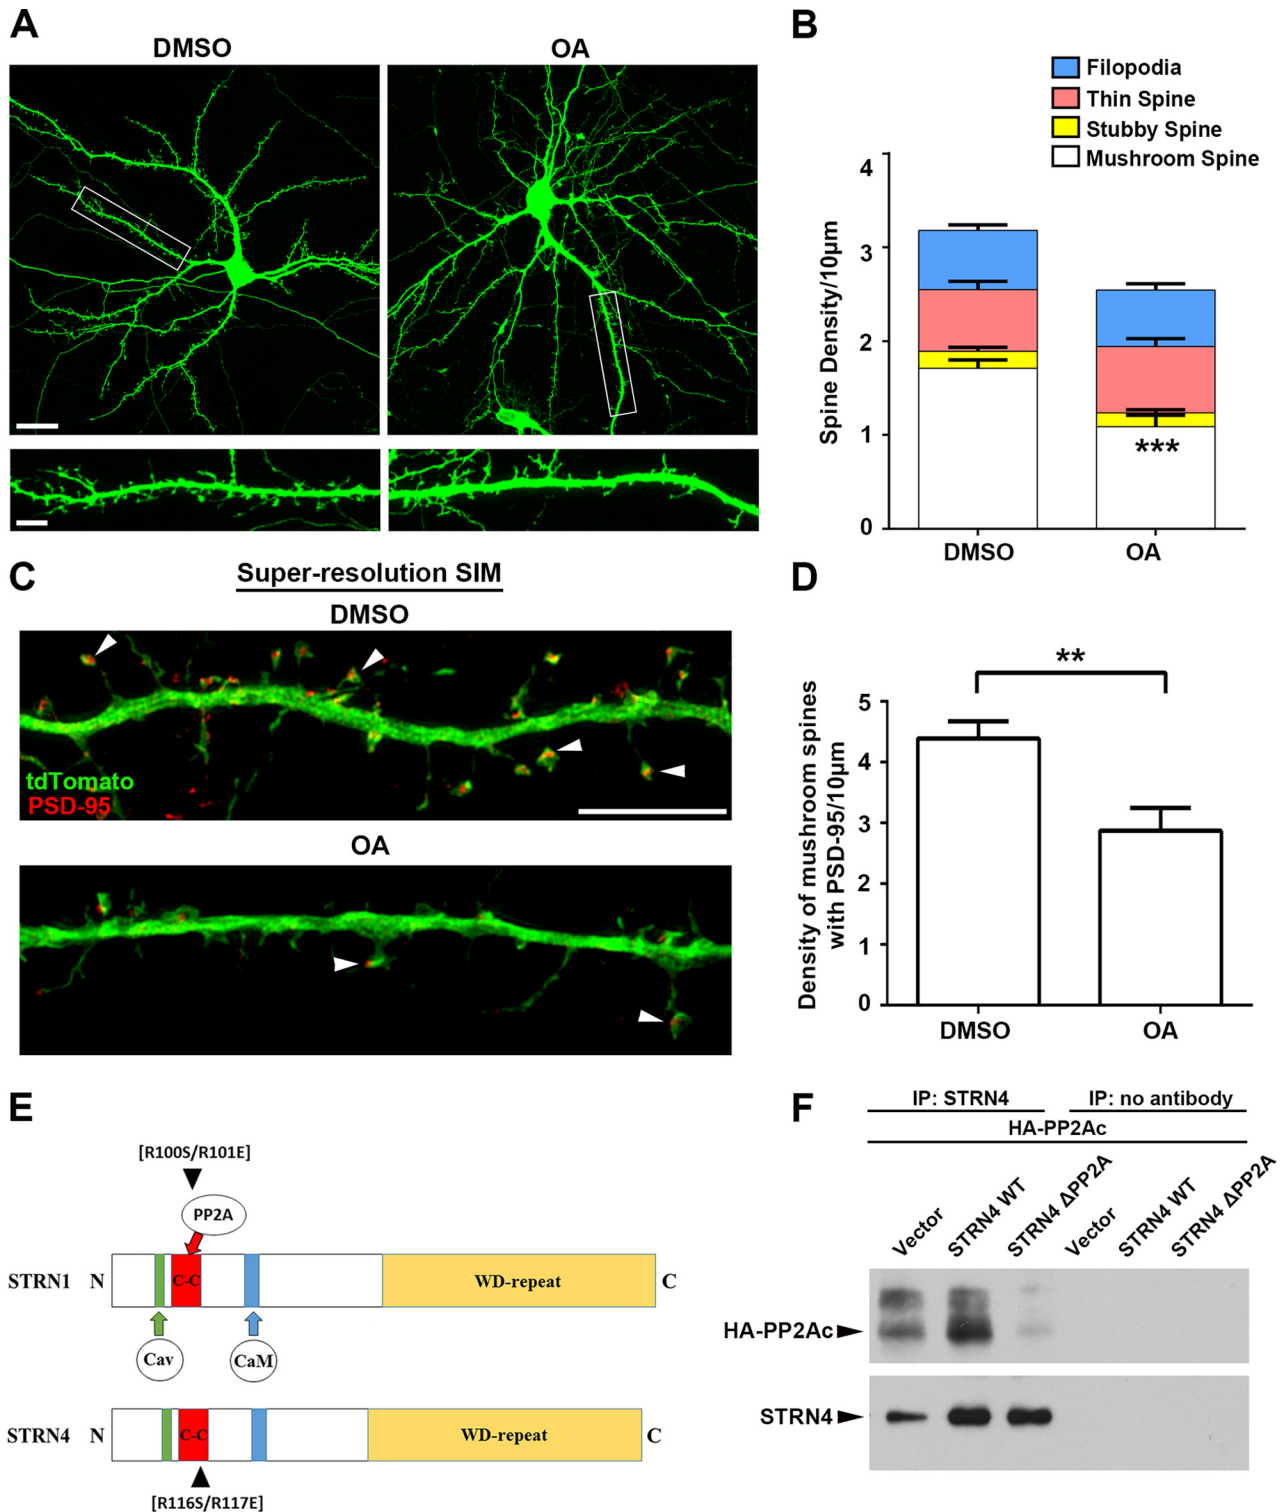 A
DMSO
OA
B
Filopodia
Thin Spine
Stubby Spine
Mushroom Spine
Spine Density/10µm
4
3
2
1
0
***
DMSO
OA
C
Super-resolution SIM
DMSO
tdTomato
PSD-95
OA
D
**
Density of mushroom spines
with PSD-95/10µm
5
4
3
2
1
0
DMSO
OA
E
[R100S/R101E]
PP2A
STRN1 N C-C WD-repeat C
Cav CaM
STRN4 N C-C WD-repeat C
[R116S/R117E]
F
IP: STRN4 IP: no antibody
HA-PP2Ac
Vector STRN4 WT STRN4 ΔPP2A Vector STRN4 WT STRN4 ΔPP2A
HA-PP2Ac
STRN4